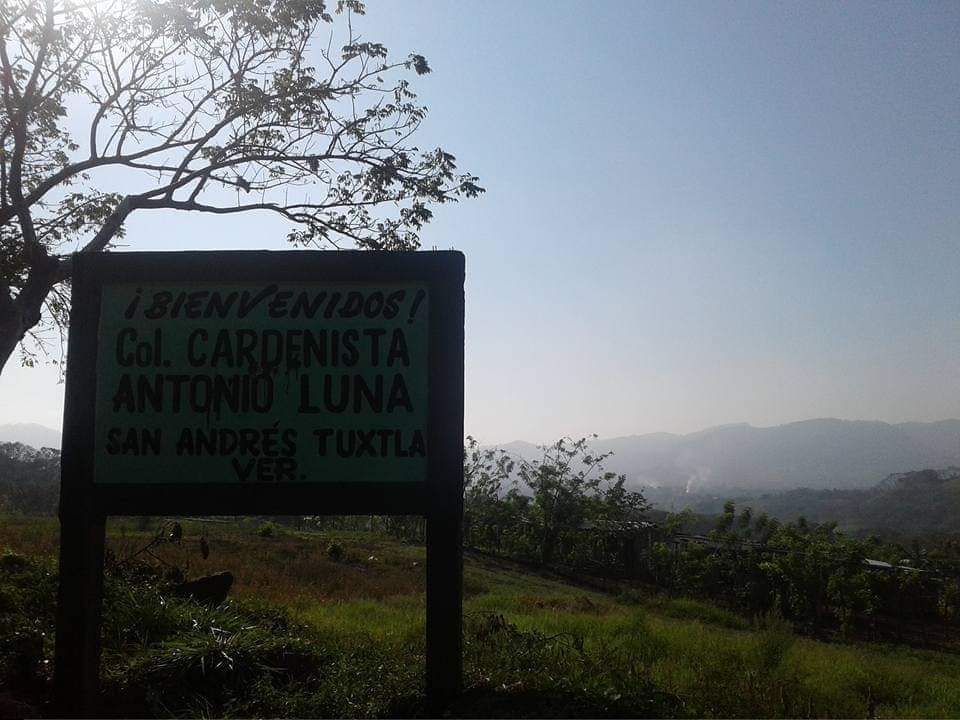 ¡BIENVENIDOS!
Col. CARDENISTA
ANTONIO LUNA
SAN ANDRÉS TUXTLA
VER.